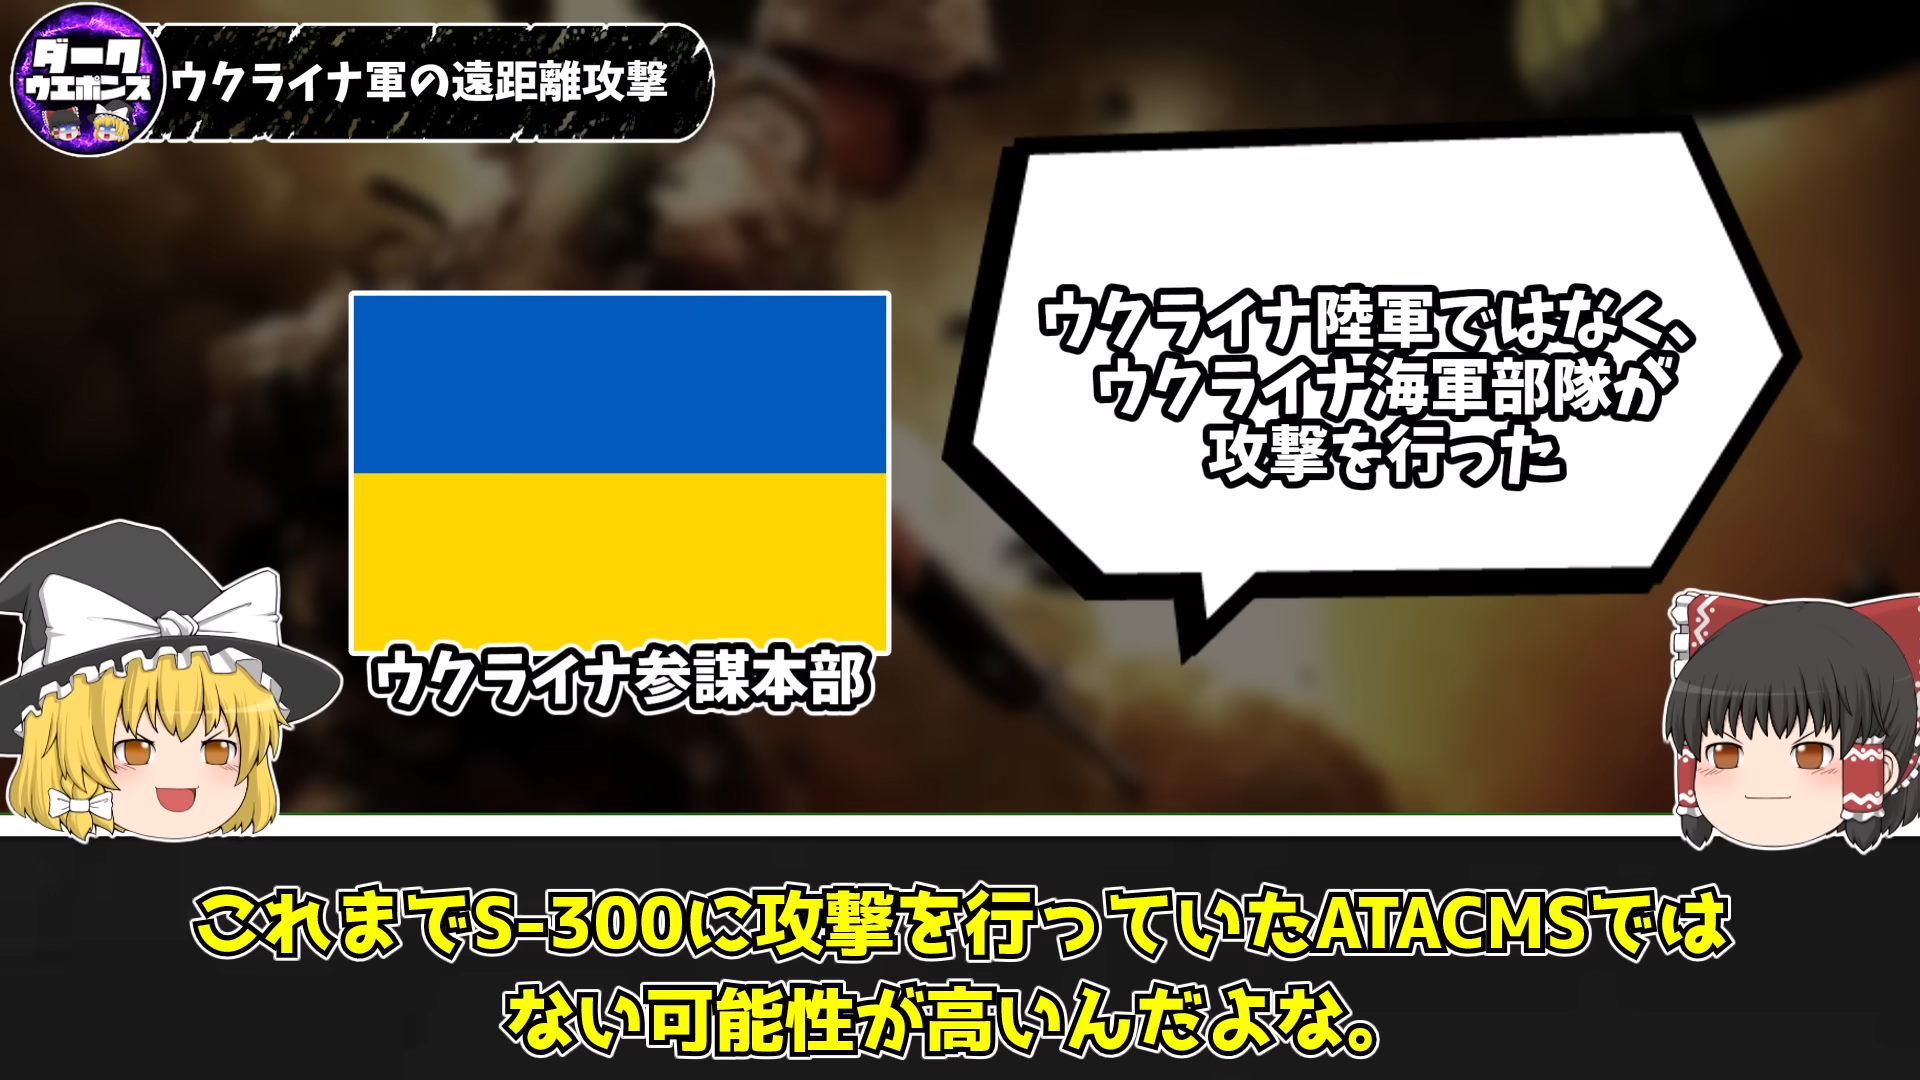 ダーク
ウエポンズ
ウクライナ軍の遠距離攻撃
ウクライナ陸軍ではなく、
ウクライナ海軍部隊が
攻撃を行った
ウクライナ参謀本部
これまでS-300に攻撃を行っていたATACMSでは
ない可能性が高いんだよな。